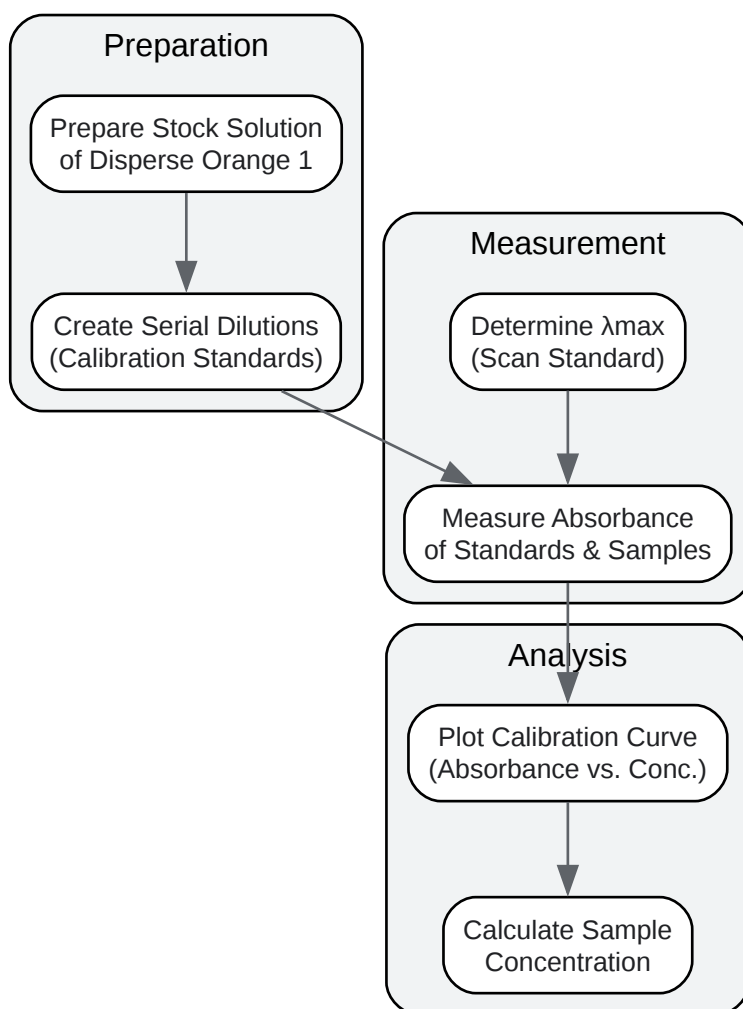 Preparation
Prepare Stock Solution
of Disperse Orange 1
Create Serial Dilutions
(Calibration Standards)
Measurement
Determine λmax
(Scan Standard)
Measure Absorbance
of Standards & Samples
Analysis
Plot Calibration Curve
(Absorbance vs. Conc.)
Calculate Sample
Concentration